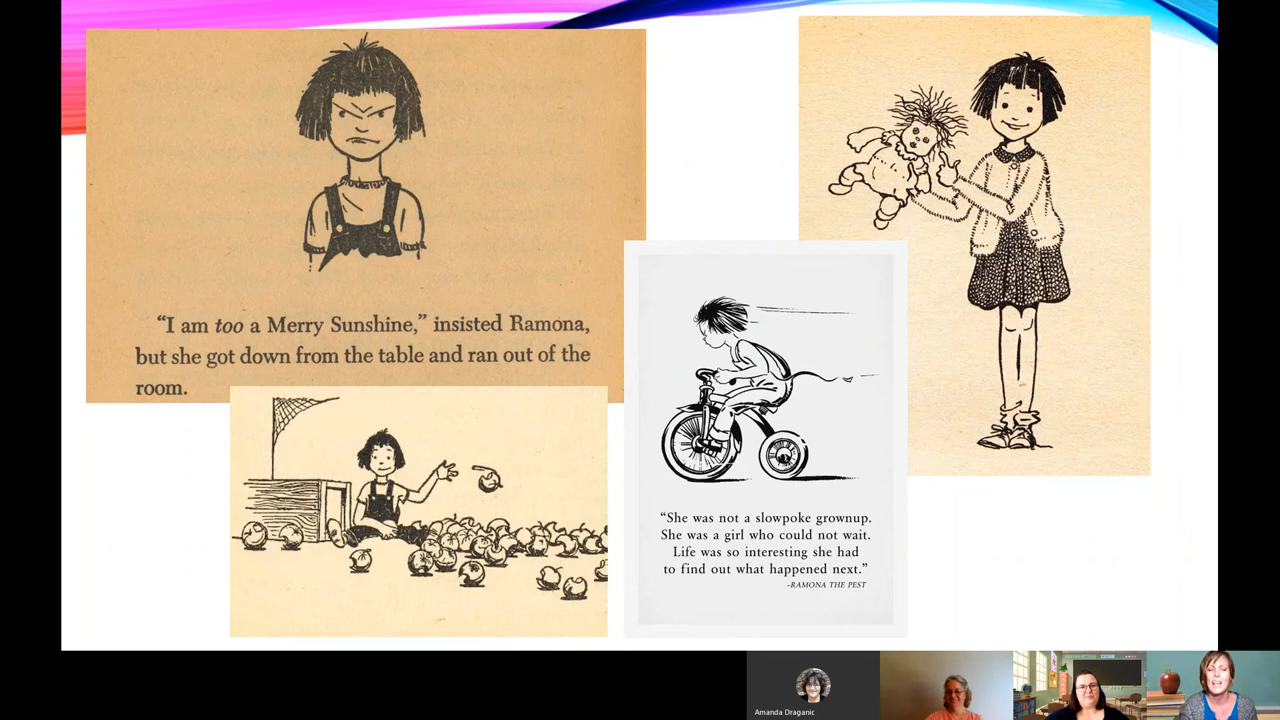 “I am too a Merry Sunshine,” insisted Ramona,
but she got down from the table and ran out of the
room.
“She was not a slowpoke grownup.
She was a girl who could not wait.
Life was so interesting she had
to find out what happened next.”
–RAMONA THE PEST
Amanda Draganic